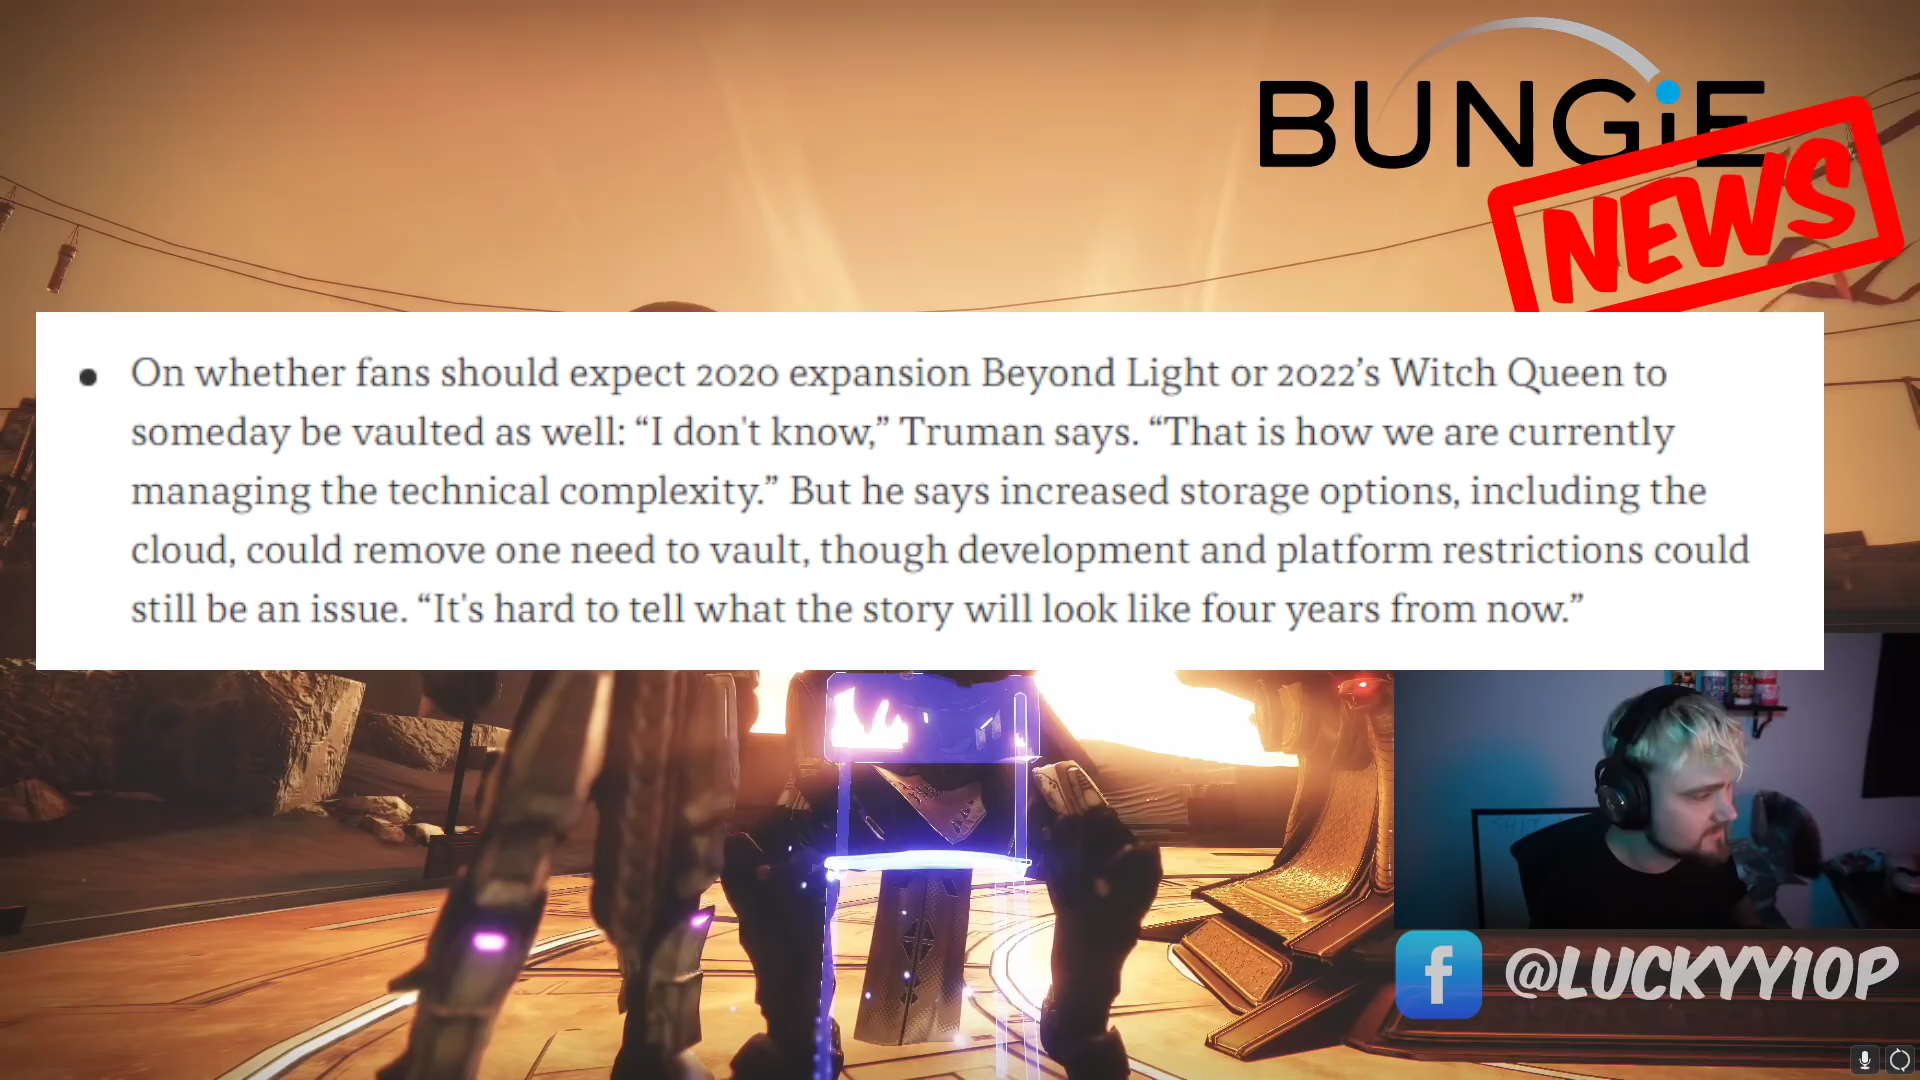 BUNGiE
NEWS
• On whether fans should expect 2020 expansion Beyond Light or 2022’s Witch Queen to
someday be vaulted as well: “I don't know,” Truman says. “That is how we are currently
managing the technical complexity.” But he says increased storage options, including the
cloud, could remove one need to vault, though development and platform restrictions could
still be an issue. “It's hard to tell what the story will look like four years from now.”
f @LUCKYY10P